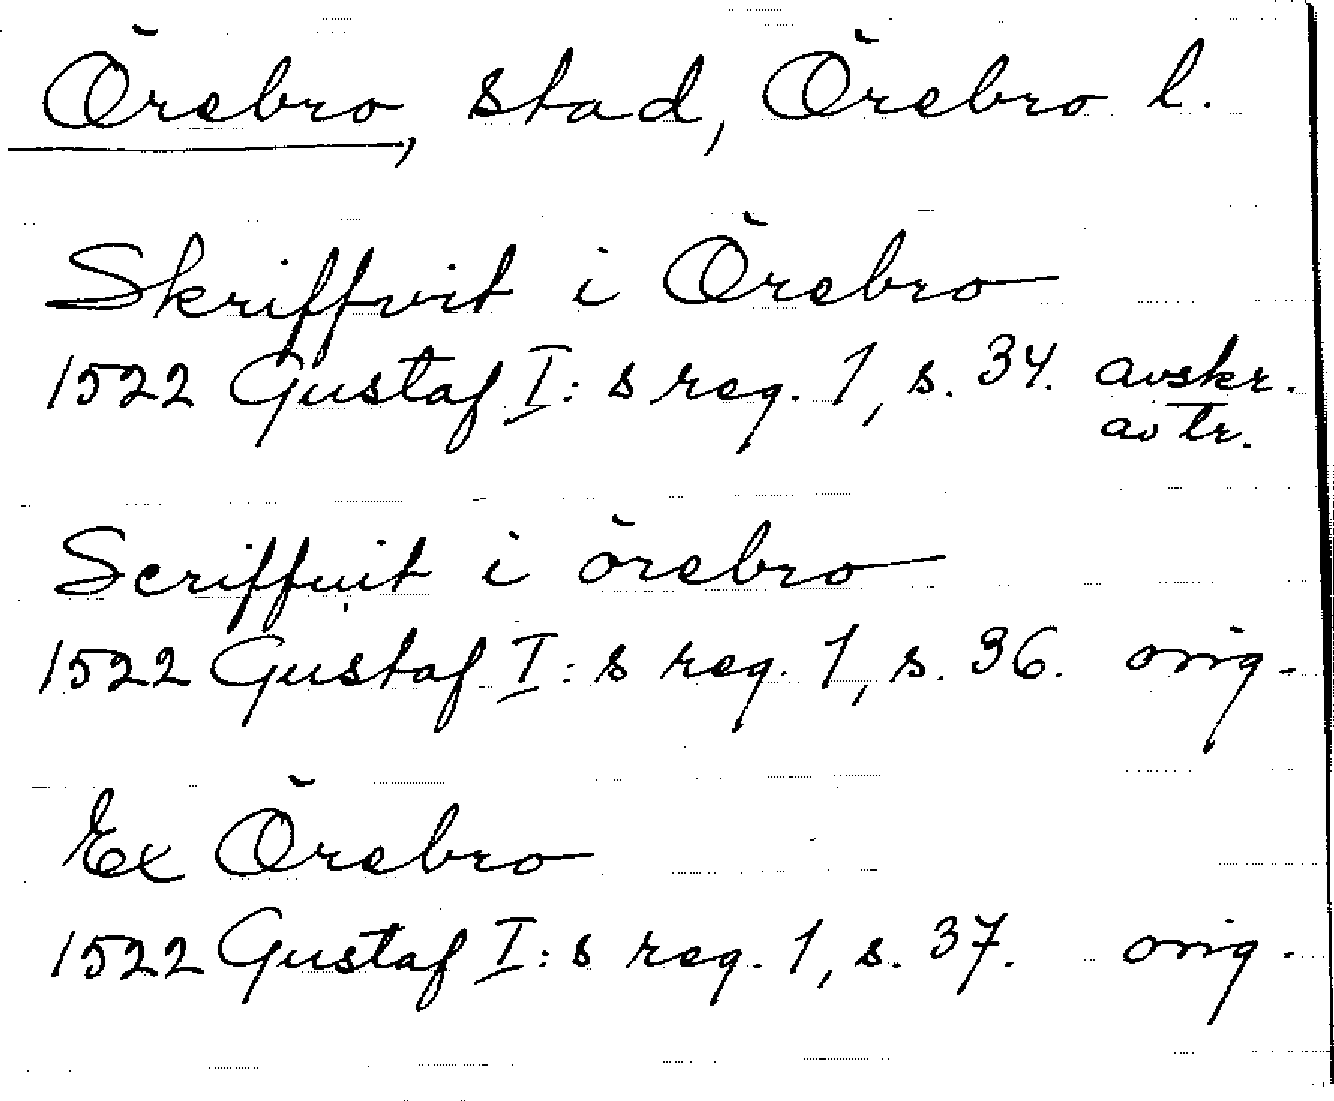 Örebro, stad, Örebro l.
Skriffvit i Örebro
1522 Gustaf I:s reg. 1, s. 34. avskr.
av tr.
Scriffuit i örebro
1522 Gustaf I:s reg. 1, s. 36. orig.
Ex Örebro
1522 Gustaf I:s reg. 1, s. 37. orig.